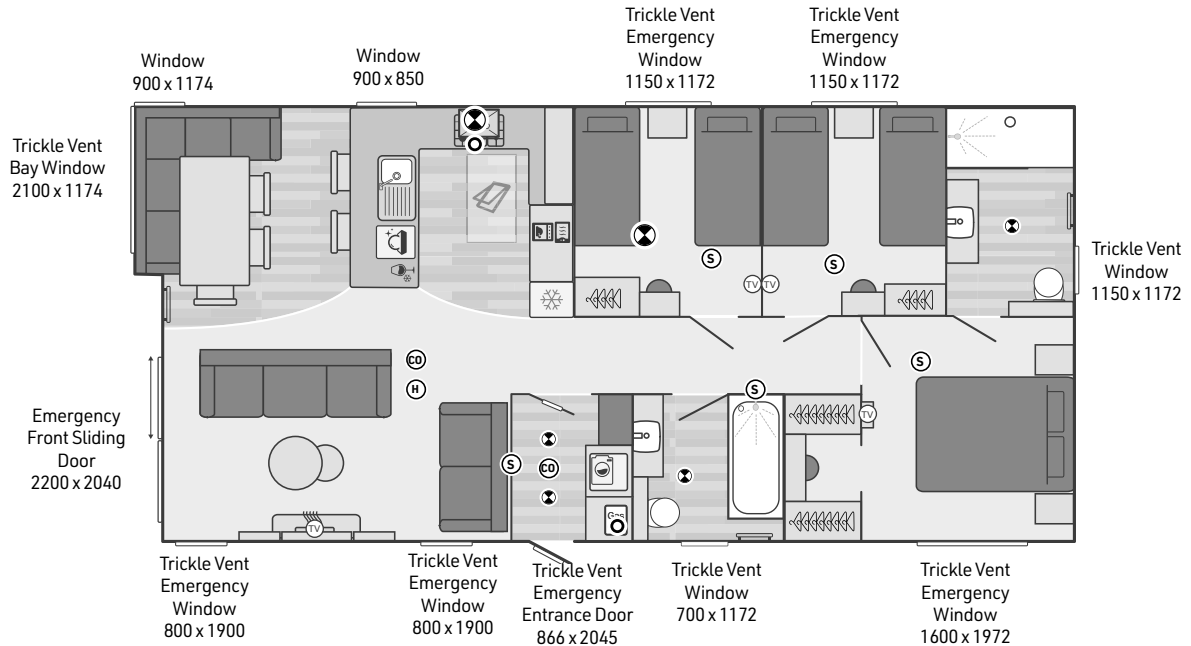 Trickle Vent
Emergency
Window
1150 x 1172
Trickle Vent
Emergency
Window
1150 x 1172
Window
900 x 1174
Window
900 x 850
Trickle Vent
Bay Window
2100 x 1174
S
S
TV
TV
Trickle Vent
Window
1150 x 1172
CO
H
S
S
TV
Emergency
Front Sliding
Door
2200 x 2040
S
CO
Gas
TV
Trickle Vent
Emergency
Window
800 x 1900
Trickle Vent
Emergency
Window
800 x 1900
Trickle Vent
Emergency
Entrance Door
866 x 2045
Trickle Vent
Window
700 x 1172
Trickle Vent
Emergency
Window
1600 x 1972